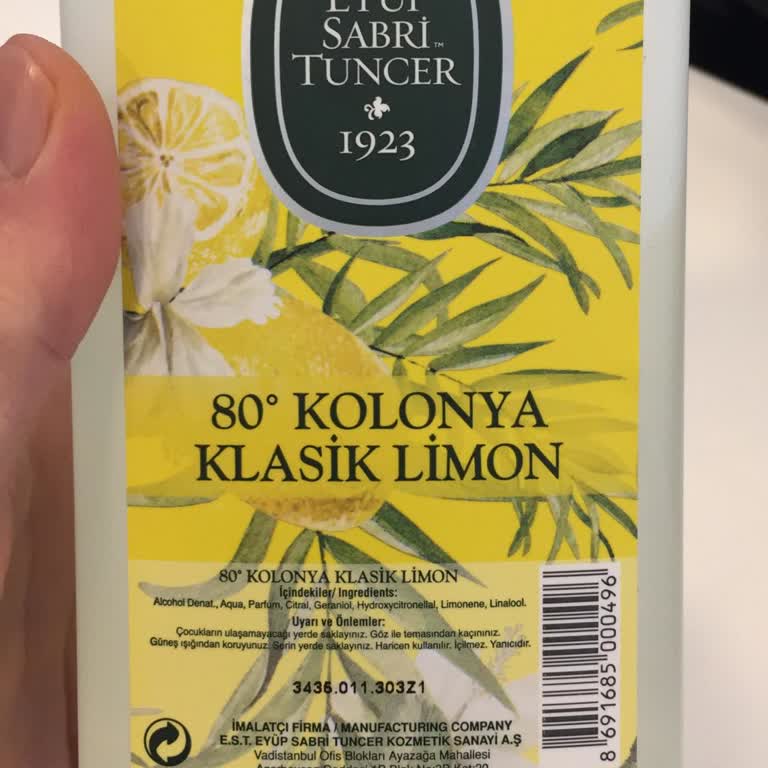 EYÜP
SABRİ™
TUNCER
1923
80° KOLONYA
KLASİK LİMON
80° KOLONYA KLASİK LİMON
İçindekiler/ Ingredients:
Alcohol Denat., Aqua, Parfum, Citral, Geraniol, Hydroxycitronellal, Limonene, Linalool.
Uyarı ve Önlemler:
Çocukların ulaşamayacağı yerde saklayınız. Göz ile temasından kaçınınız.
Güneş ışığından koruyunuz. Serin yerde saklayınız. Haricen kullanılır. İçilmez. Yanıcıdır.
3436.011.303Z1
İMALATÇI FİRMA / MANUFACTURING COMPANY
E.S.T. EYÜP SABRİ TUNCER KOZMETİK SANAYİ A.Ş
Vadistanbul Ofis Blokları Ayazağa Mahallesi
8 691685 000496